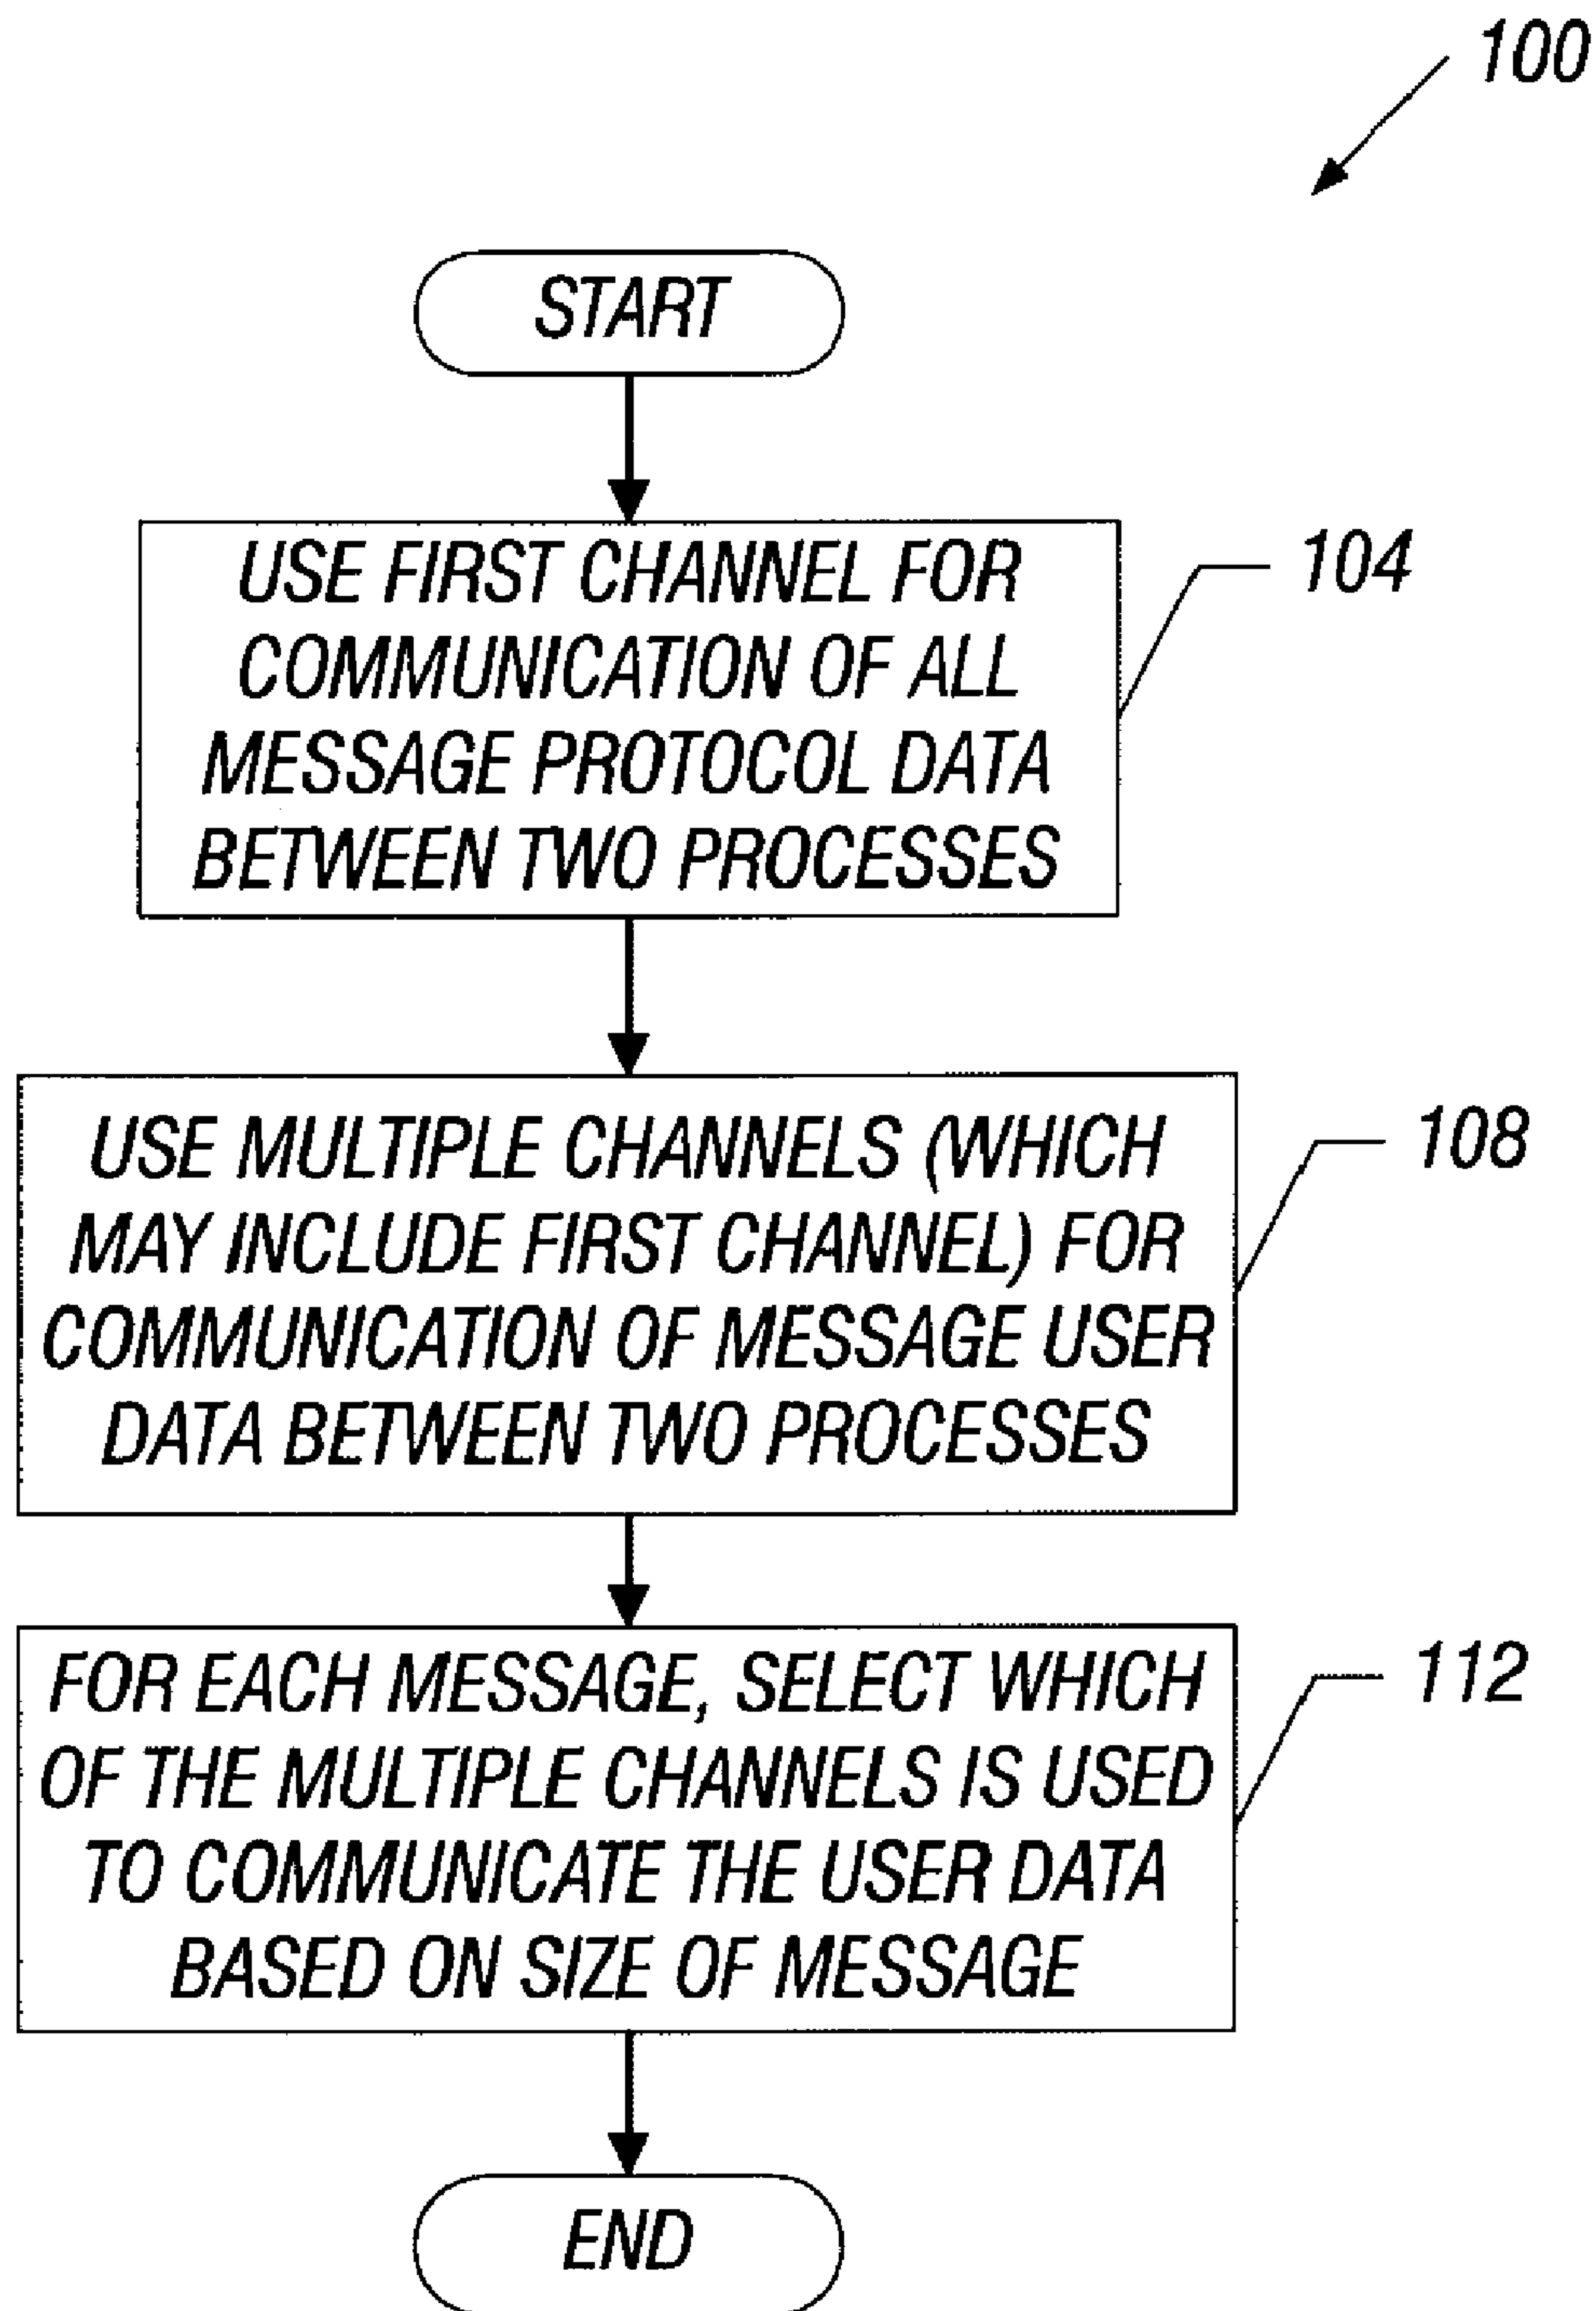 100
START
USE FIRST CHANNEL FOR
COMMUNICATION OF ALL
MESSAGE PROTOCOL DATA
BETWEEN TWO PROCESSES
104
USE MULTIPLE CHANNELS (WHICH
MAY INCLUDE FIRST CHANNEL) FOR
COMMUNICATION OF MESSAGE USER
DATA BETWEEN TWO PROCESSES
108
FOR EACH MESSAGE, SELECT WHICH
OF THE MULTIPLE CHANNELS IS USED
TO COMMUNICATE THE USER DATA
BASED ON SIZE OF MESSAGE
112
END